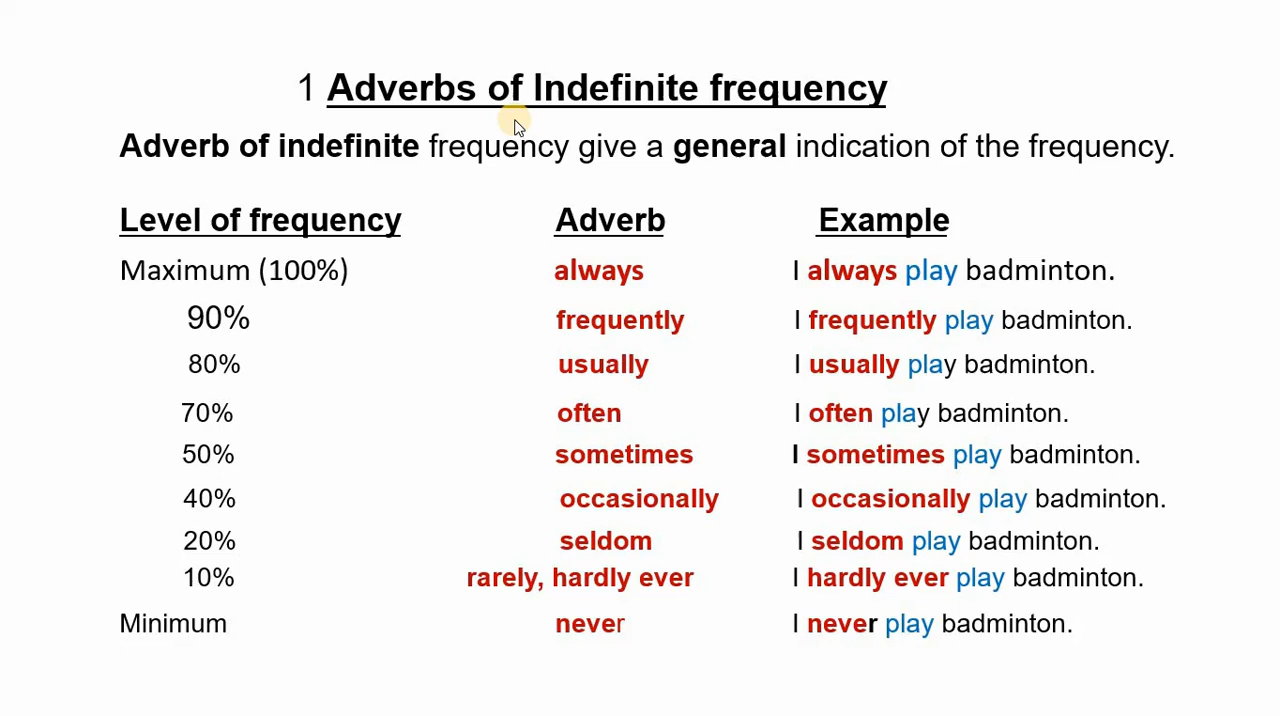 1 Adverbs of Indefinite frequency
Adverb of indefinite frequency give a general indication of the frequency.
Level of frequency Adverb Example
Maximum (100%) always I always play badminton.
90% frequently I frequently play badminton.
80% usually I usually play badminton.
70% often I often play badminton.
50% sometimes I sometimes play badminton.
40% occasionally I occasionally play badminton.
20% seldom I seldom play badminton.
10% rarely, hardly ever I hardly ever play badminton.
Minimum never I never play badminton.